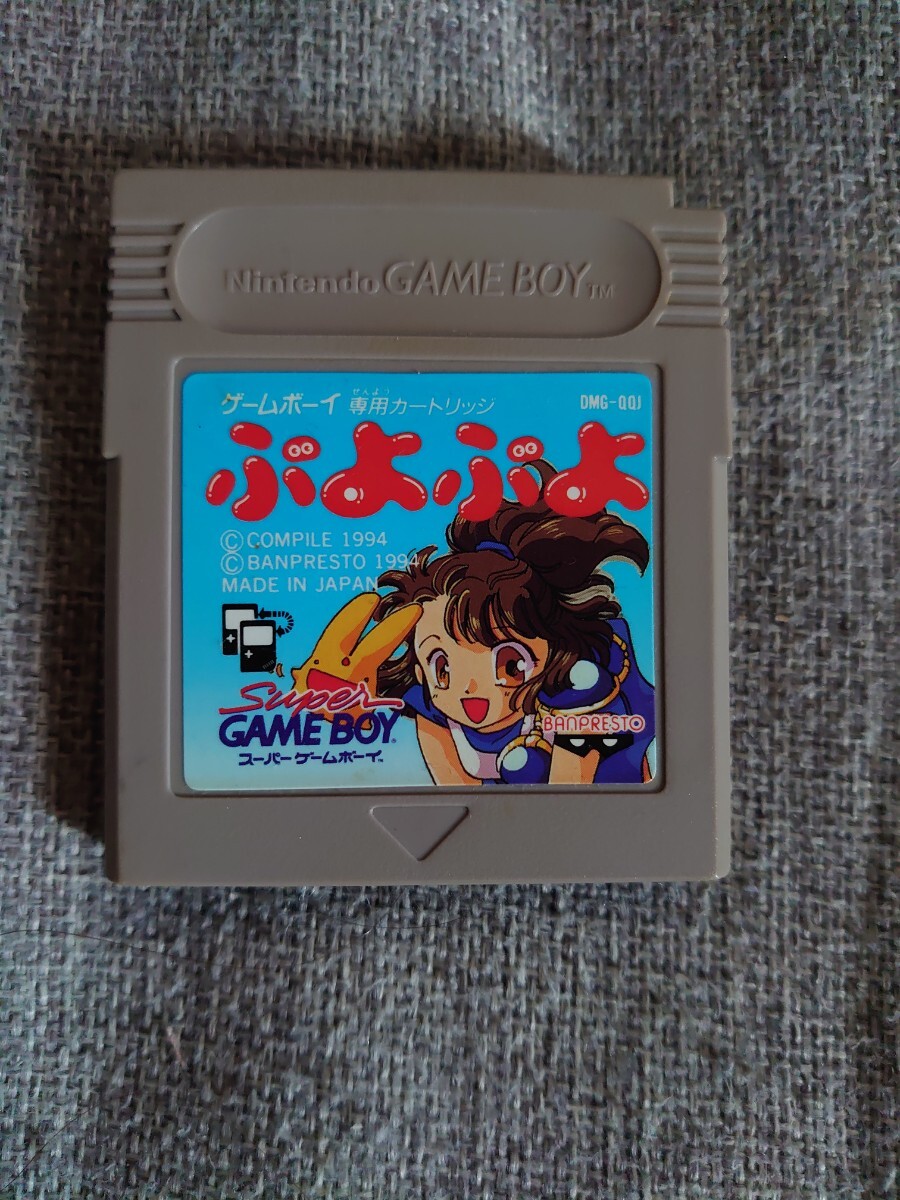 Nintendo GAME BOY TM
せんよう
ゲームボーイ 専用カートリッジ DMG-QQJ
ぷよぷよ
©COMPILE 1994
©BANPRESTO 1994
MADE IN JAPAN
Super
GAME BOY®
スーパーゲームボーイ™
BANPRESTO